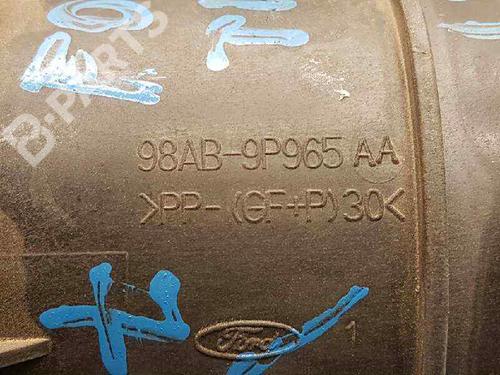 B-PARTS
98AB-9P965 AA
>PP-(GF+P)30<
Ford
1